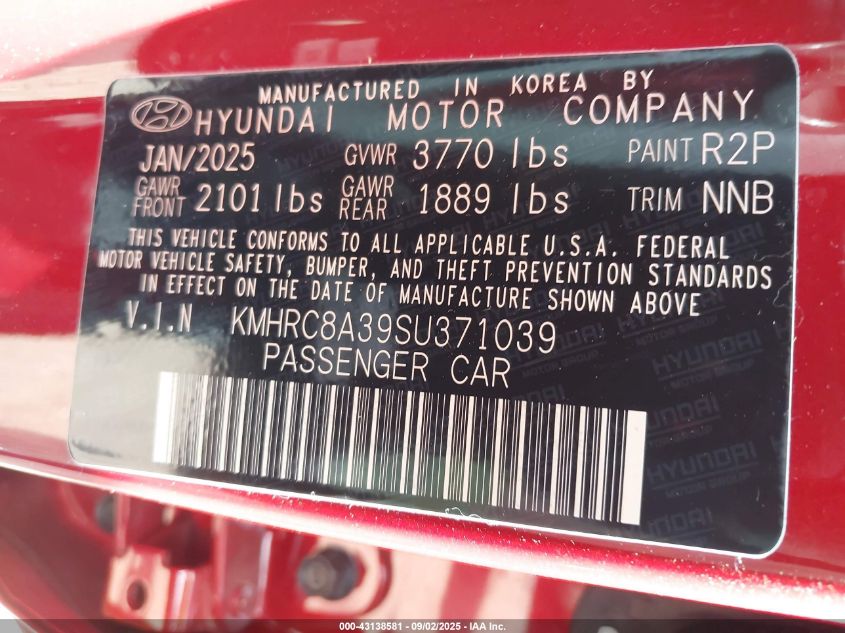 MANUFACTURED IN KOREA BY
HYUNDAI MOTOR COMPANY
JAN/2025 GVWR 3770 lbs PAINT R2P
GAWR FRONT 2101 lbs GAWR REAR 1889 lbs TRIM NNB
THIS VEHICLE CONFORMS TO ALL APPLICABLE U.S.A. FEDERAL
MOTOR VEHICLE SAFETY, BUMPER, AND THEFT PREVENTION STANDARDS
IN EFFECT ON THE DATE OF MANUFACTURE SHOWN ABOVE
V.I.N KMHRC8A39SU371039
PASSENGER CAR
HYUNDAI
MOTOR GROUP
000-43138581 - 09/02/2025 - IAA Inc.